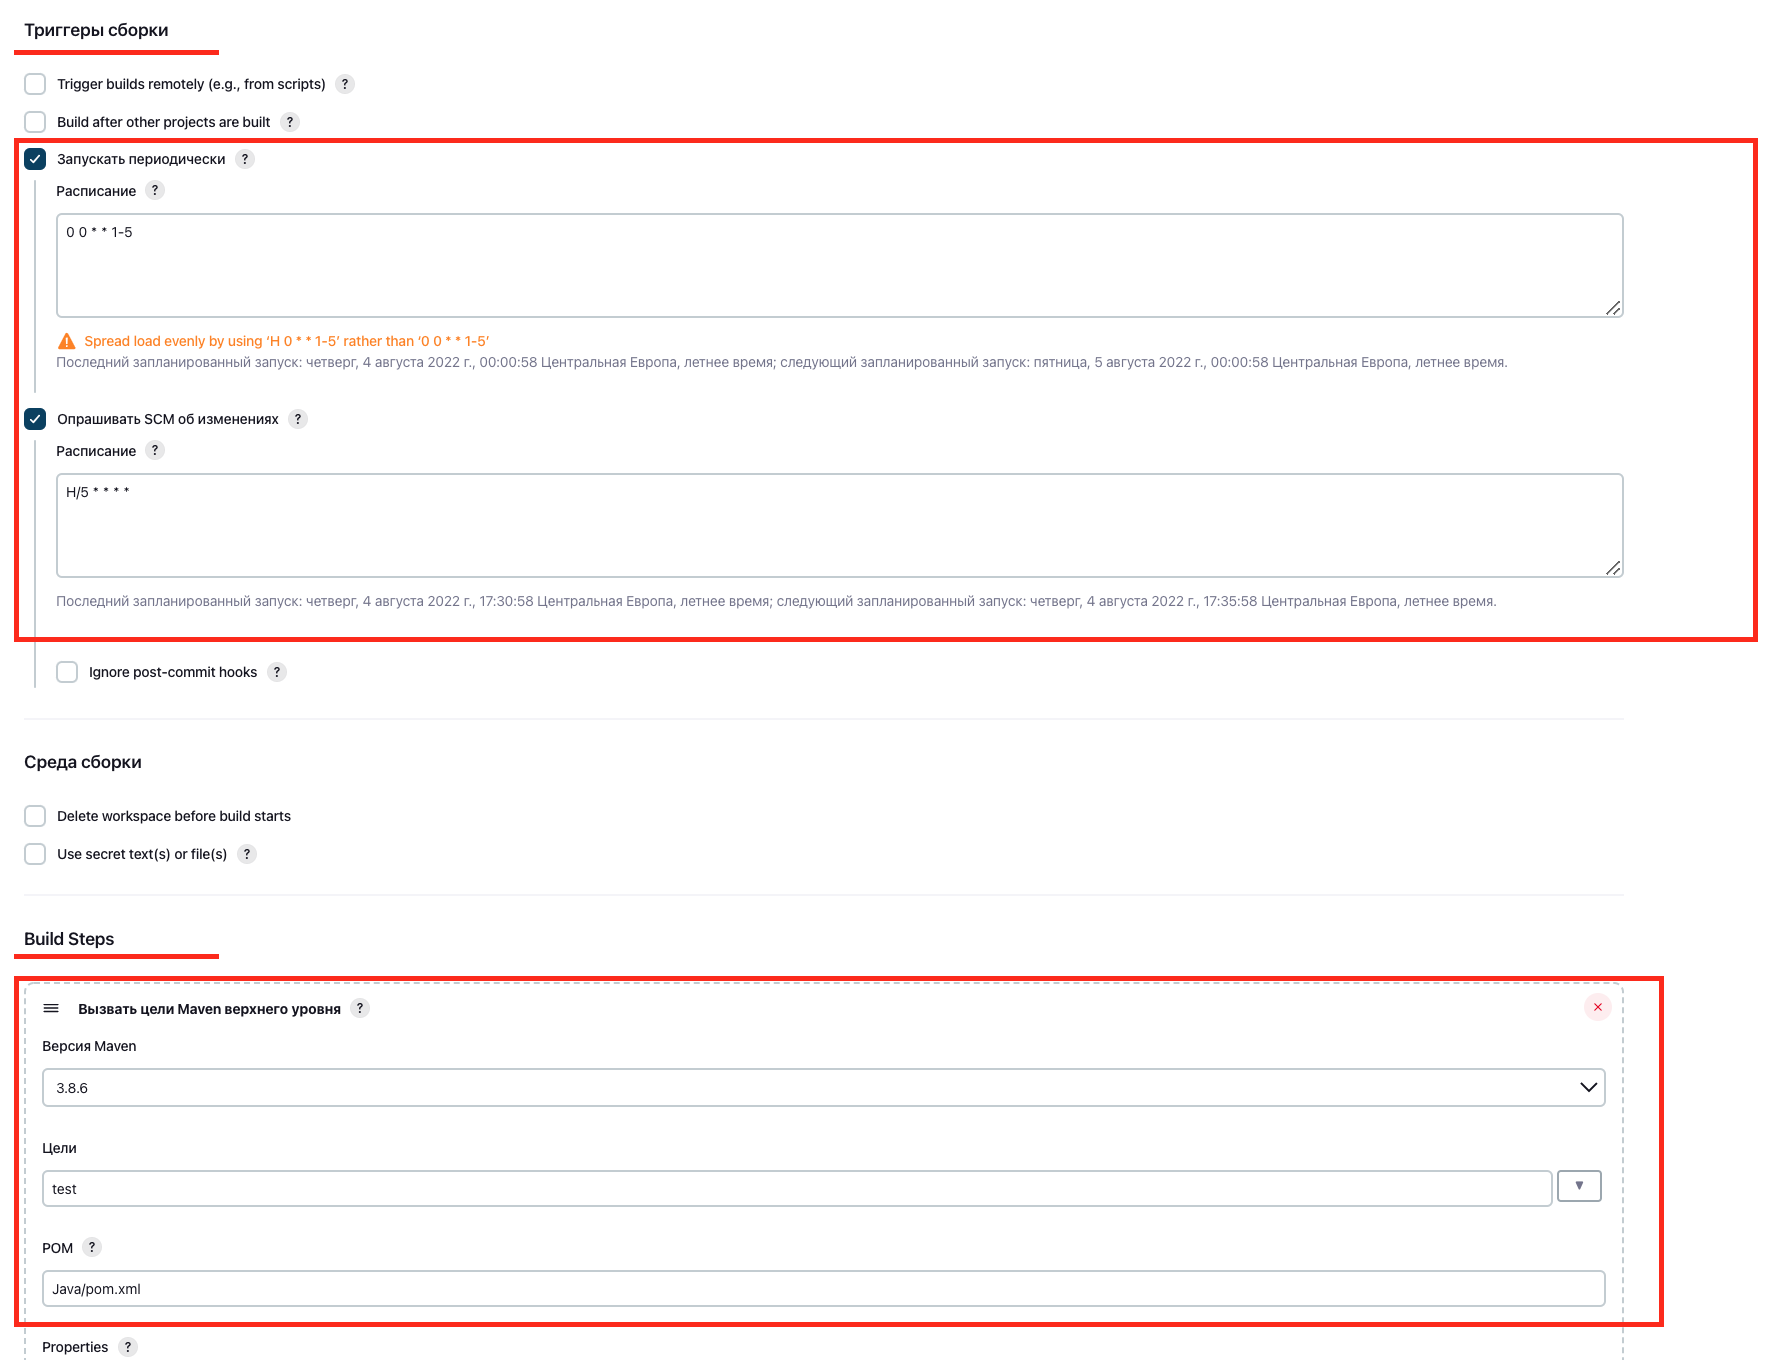 Триггеры сборки
Trigger builds remotely (e.g., from scripts) ?
Build after other projects are built ?
Запускать периодически ?
Расписание ?
0 0 * * 1-5
Spread load evenly by using ‘H 0 * * 1-5’ rather than ‘0 0 * * 1-5’
Последний запланированный запуск: четверг, 4 августа 2022 г., 00:00:58 Центральная Европа, летнее время; следующий запланированный запуск: пятница, 5 августа 2022 г., 00:00:58 Центральная Европа, летнее время.
Опрашивать SCM об изменениях ?
Расписание ?
H/5 * * * *
Последний запланированный запуск: четверг, 4 августа 2022 г., 17:30:58 Центральная Европа, летнее время; следующий запланированный запуск: четверг, 4 августа 2022 г., 17:35:58 Центральная Европа, летнее время.
Ignore post-commit hooks ?
Среда сборки
Delete workspace before build starts
Use secret text(s) or file(s) ?
Build Steps
Вызвать цели Maven верхнего уровня ?
Версия Maven
3.8.6
Цели
test
POM ?
Java/pom.xml
Properties ?